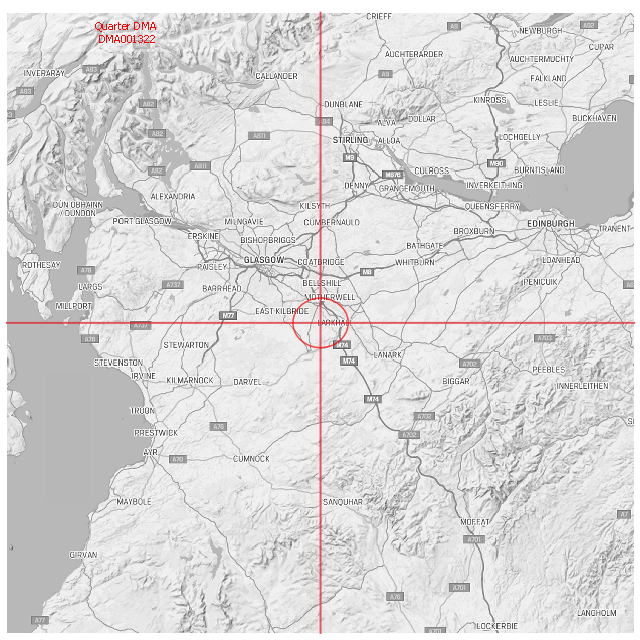 Quarter DMA
DMA001322
CRIEFF
A9
A92
NEWBURGH
CUPAR
AUCHTERARDER
AUCHTERMUCHTY
INVERARAY
A83
A9
FALKLAND
CALLANDER
A83
KINROSS
LESLIE
A82
DUNBLANE
BUCKHAVEN
A84
ALVA
DOLLAR
A82
A811
STIRLING
ALLOA
LOCHGELLY
M9
M90
A82
A811
CULROSS
BURNTISLAND
M876
DENNY
GRANGEMOUTH
INVERKEITHING
ALEXANDRIA
DUN OBHAINN
/ DUNOON
KILSYTH
QUEENSFERRY
PORT GLASGOW
MILNGAVIE
CUMBERNAULD
EDINBURGH
TRANENT
ERSKINE
BISHOPBRIGGS
BROXBURN
BATHGATE
ROTHESAY
GLASGOW
COATBRIDGE
WHITBURN
LOANHEAD
A78
PAISLEY
M8
LARGS
A737
BARRHEAD
BELLSHILL
PENICUIK
MOTHERWELL
MILLPORT
EAST KILBRIDE
M77
A737
LARKHALL
A78
A703
STEWARTON
M74
LANARK
STEVENSTON
M74
A702
PEEBLES
IRVINE
KILMARNOCK
DARVEL
BIGGAR
INNERLEITHEN
M74
TROON
A702
PRESTWICK
A76
A702
AYR
A70
CUMNOCK
MAYBOLE
SANQUHAR
A7
MOFFAT
A701
GIRVAN
A701
A76
LANGHOLM
A77
LOCKERBIE